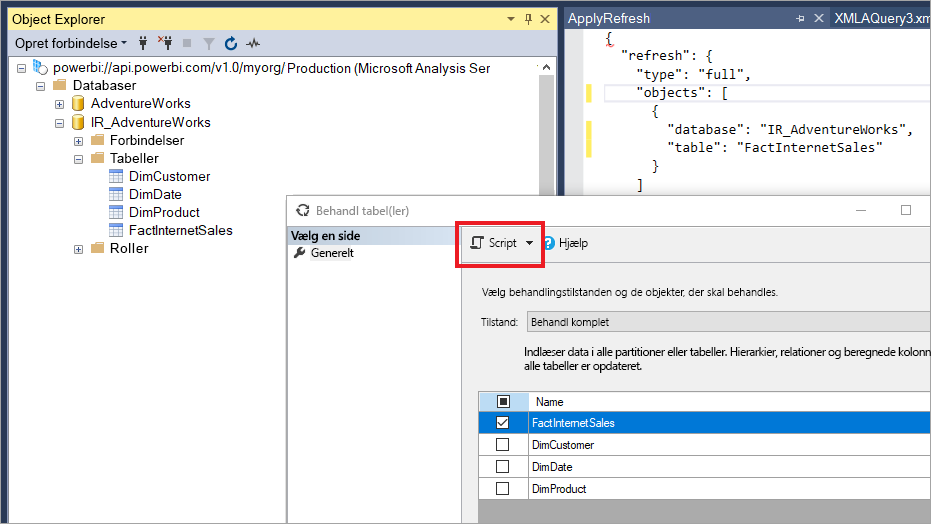 Object Explorer
Opret forbindelse
powerbi://api.powerbi.com/v1.0/myorg/ Production (Microsoft Analysis Ser
Databaser
AdventureWorks
IR_AdventureWorks
Forbindelser
Tabeller
DimCustomer
DimDate
DimProduct
FactInternetSales
Roller
ApplyRefresh
XMLAQuery3.xm
{
"refresh": {
"type": "full",
"objects": [
{
"database": "IR_AdventureWorks",
"table": "FactInternetSales"
}
]
Behandl tabel(ler)
Vælg en side
Generelt
Script
Hjælp
Vælg behandlingstilstanden og de objekter, der skal behandles.
Tilstand: Behandl komplet
Indlæser data i alle partitioner eller tabeller. Hierarkier, relationer og beregnede kolonn
alle tabeller er opdateret.
Name
FactInternetSales
DimCustomer
DimDate
DimProduct